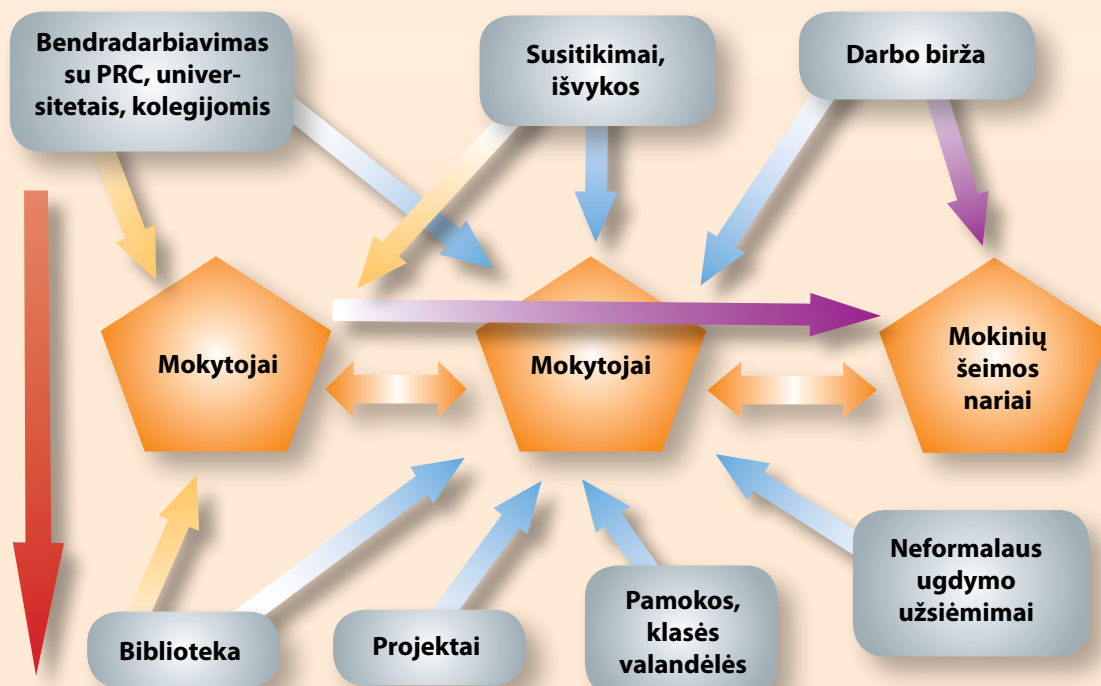 Bendradarbiavimas
su PRC, univer-
sitetais, kolegijomis
Susitikimai,
išvykos
Darbo birža
Mokytojai
Mokytojai
Mokinių
šeimos
nariai
Biblioteka
Projektai
Pamokos,
klasės
valandėlės
Neformalaus
ugdymo
užsiėmimai